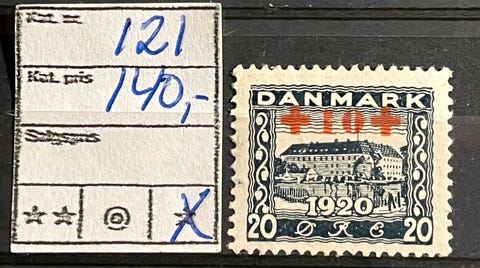 Kat. nr.
121
Kat. pris
140,-
Salgspris
X
DANMARK
+10+
1920
20 ØRE 20